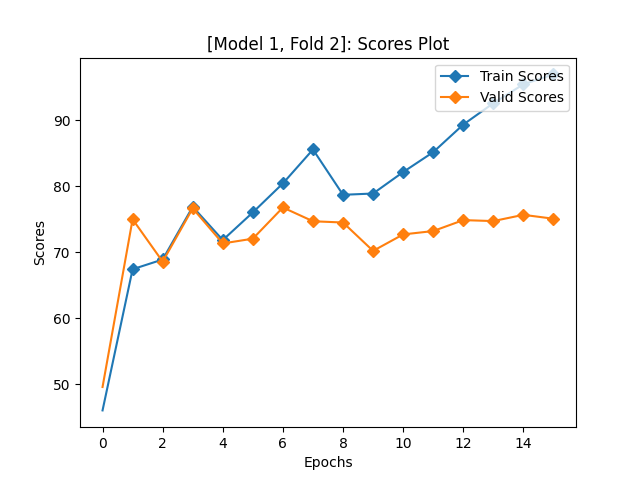 [Model 1, Fold 2]: Scores Plot
Train Scores
Valid Scores
90
80
70
60
50
Scores
0 2 4 6 8 10 12 14
Epochs